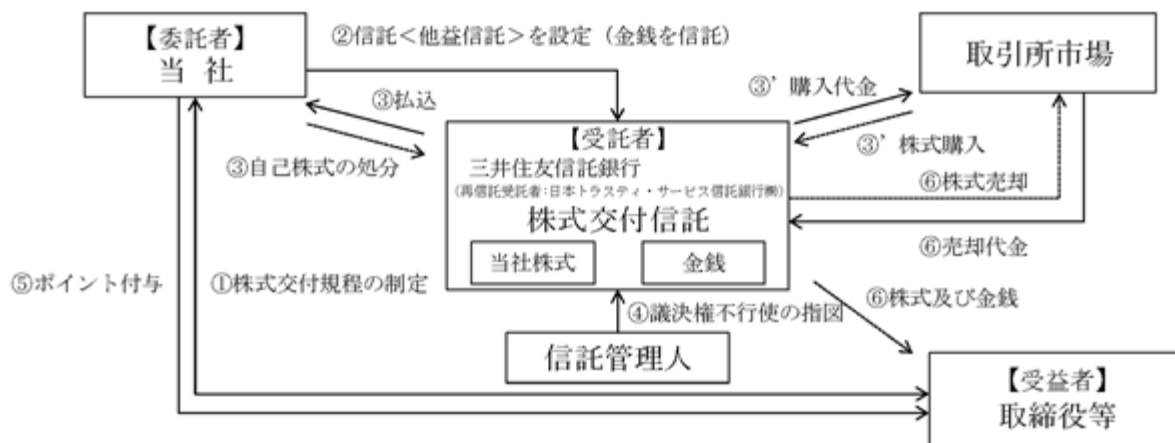 【委託者】
当 社
②信託<他益信託>を設定（金銭を信託）
取引所市場
③払込
③’購入代金
③自己株式の処分
【受託者】
三井住友信託銀行
(再信託受託者:日本トラスティ・サービス信託銀行㈱)
株式交付信託
当社株式
金銭
③’株式購入
⑥株式売却
⑥売却代金
⑤ポイント付与
①株式交付規程の制定
④議決権不行使の指図
⑥株式及び金銭
信託管理人
【受益者】
取締役等